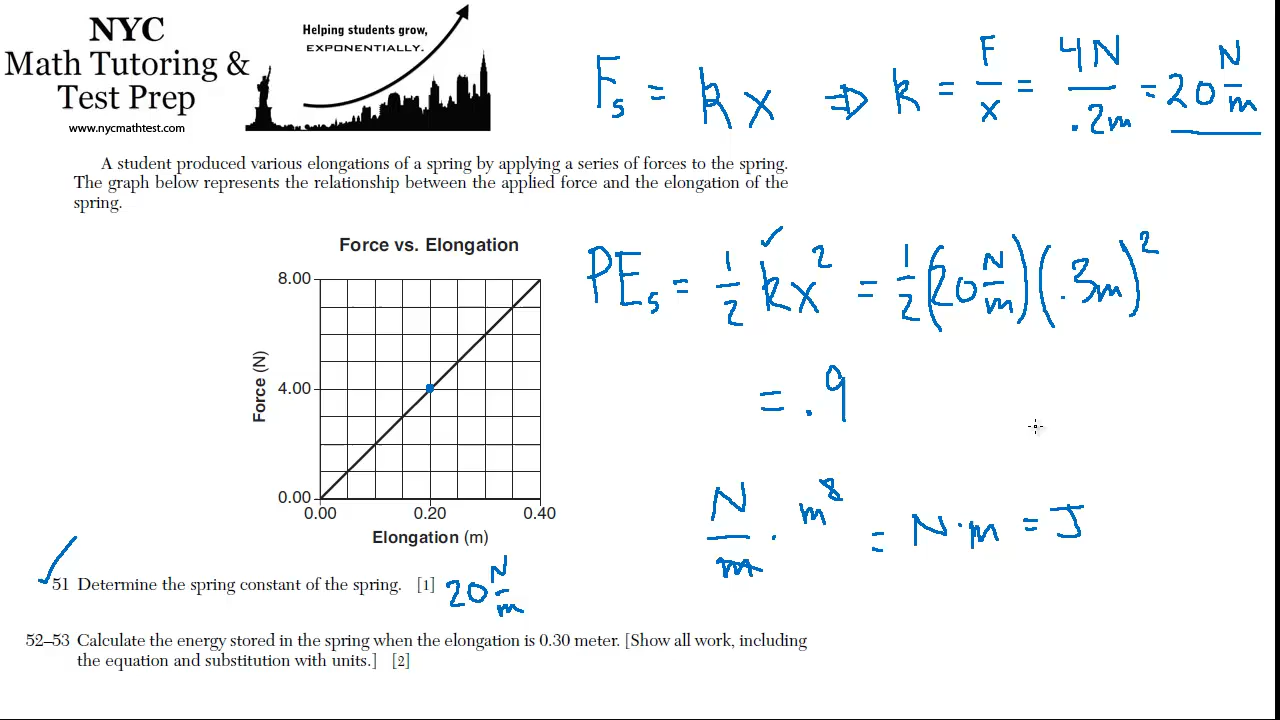 NYC
Math Tutoring &
Test Prep
www.nycmathtest.com
Helping students grow,
EXPONENTIALLY.
F_s = kx ⇒ k = F/x = 4N/.2m = 20 N/m
A student produced various elongations of a spring by applying a series of forces to the spring.
The graph below represents the relationship between the applied force and the elongation of the
spring.
Force vs. Elongation
8.00
4.00
0.00
Force (N)
0.00 0.20 0.40
Elongation (m)
PE_s = 1/2 kx² = 1/2 (20 N/m) (.3m)²
= .9
N/m · m² = N·m = J
51 Determine the spring constant of the spring. [1] 20 N/m
52–53 Calculate the energy stored in the spring when the elongation is 0.30 meter. [Show all work, including
the equation and substitution with units.] [2]